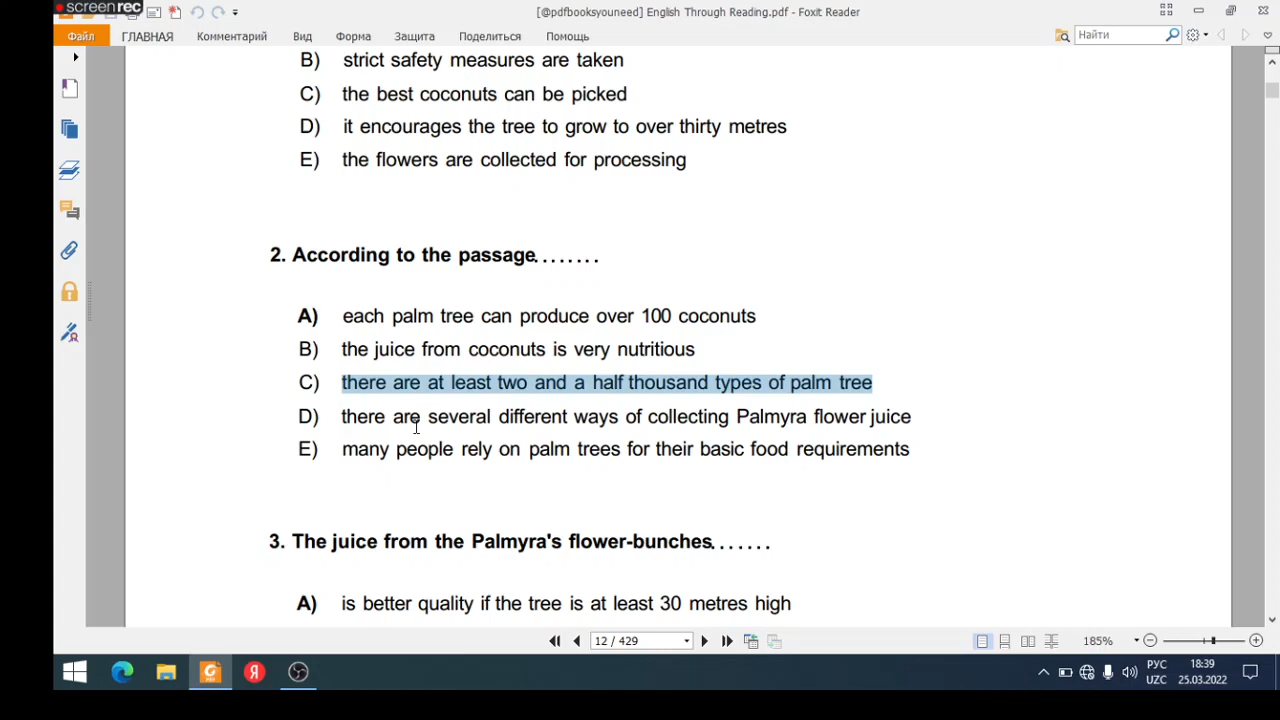 screenrec
[@pdfbooksyouneed] English Through Reading.pdf - Foxit Reader
Файл ГЛАВНАЯ Комментарий Вид Форма Защита Поделиться Помощь Найти
B) strict safety measures are taken
C) the best coconuts can be picked
D) it encourages the tree to grow to over thirty metres
E) the flowers are collected for processing
2. According to the passage.......
A) each palm tree can produce over 100 coconuts
B) the juice from coconuts is very nutritious
C) there are at least two and a half thousand types of palm tree
D) there are several different ways of collecting Palmyra flower juice
E) many people rely on palm trees for their basic food requirements
3. The juice from the Palmyra's flower-bunches.......
A) is better quality if the tree is at least 30 metres high
12 / 429 185%
РУС 18:39
UZC 25.03.2022